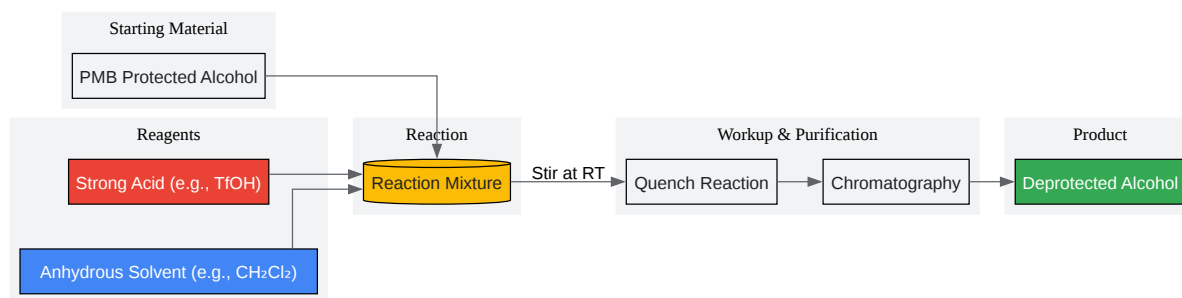 Starting Material
PMB Protected Alcohol
Reagents
Strong Acid (e.g., TfOH)
Anhydrous Solvent (e.g., CH₂Cl₂)
Reaction
Reaction Mixture
Stir at RT
Workup & Purification
Quench Reaction
Chromatography
Product
Deprotected Alcohol